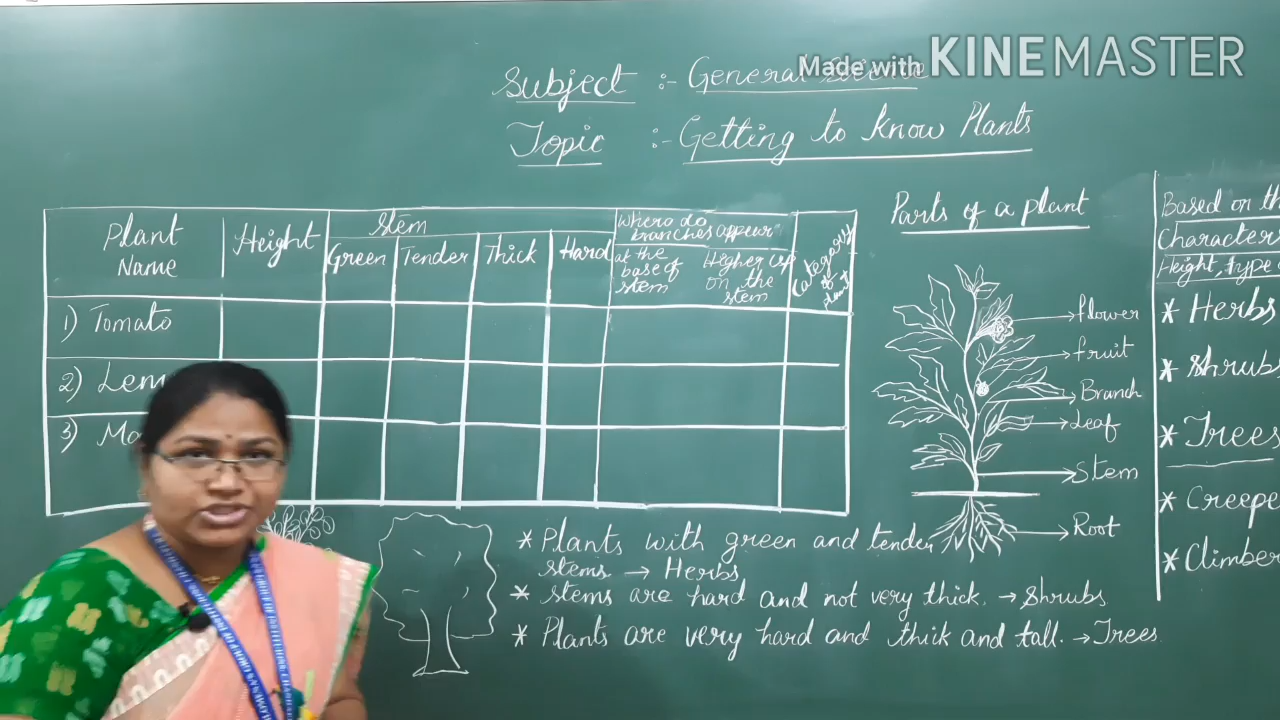 Made with KINEMASTER
Subject :- General
Topic :- Getting to know Plants
Plant Name
Height
Stem
Green
Tender
Thick
Hard
Where do
branches appear
at the
base of
stem
Higher up
on the
stem
Category
of
plant
1) Tomato
2) Lem
3) Ma
* Plants with green and tender
stems → Herbs
* stems are hard and not very thick. → Shrubs
* Plants are very hard and thick and tall. → Trees
Parts of a plant
flower
fruit
Branch
Leaf
Stem
Root
Based on th
Characters
Height, type
* Herbs
* Shrubs
* Trees
* Creepe
* Climber